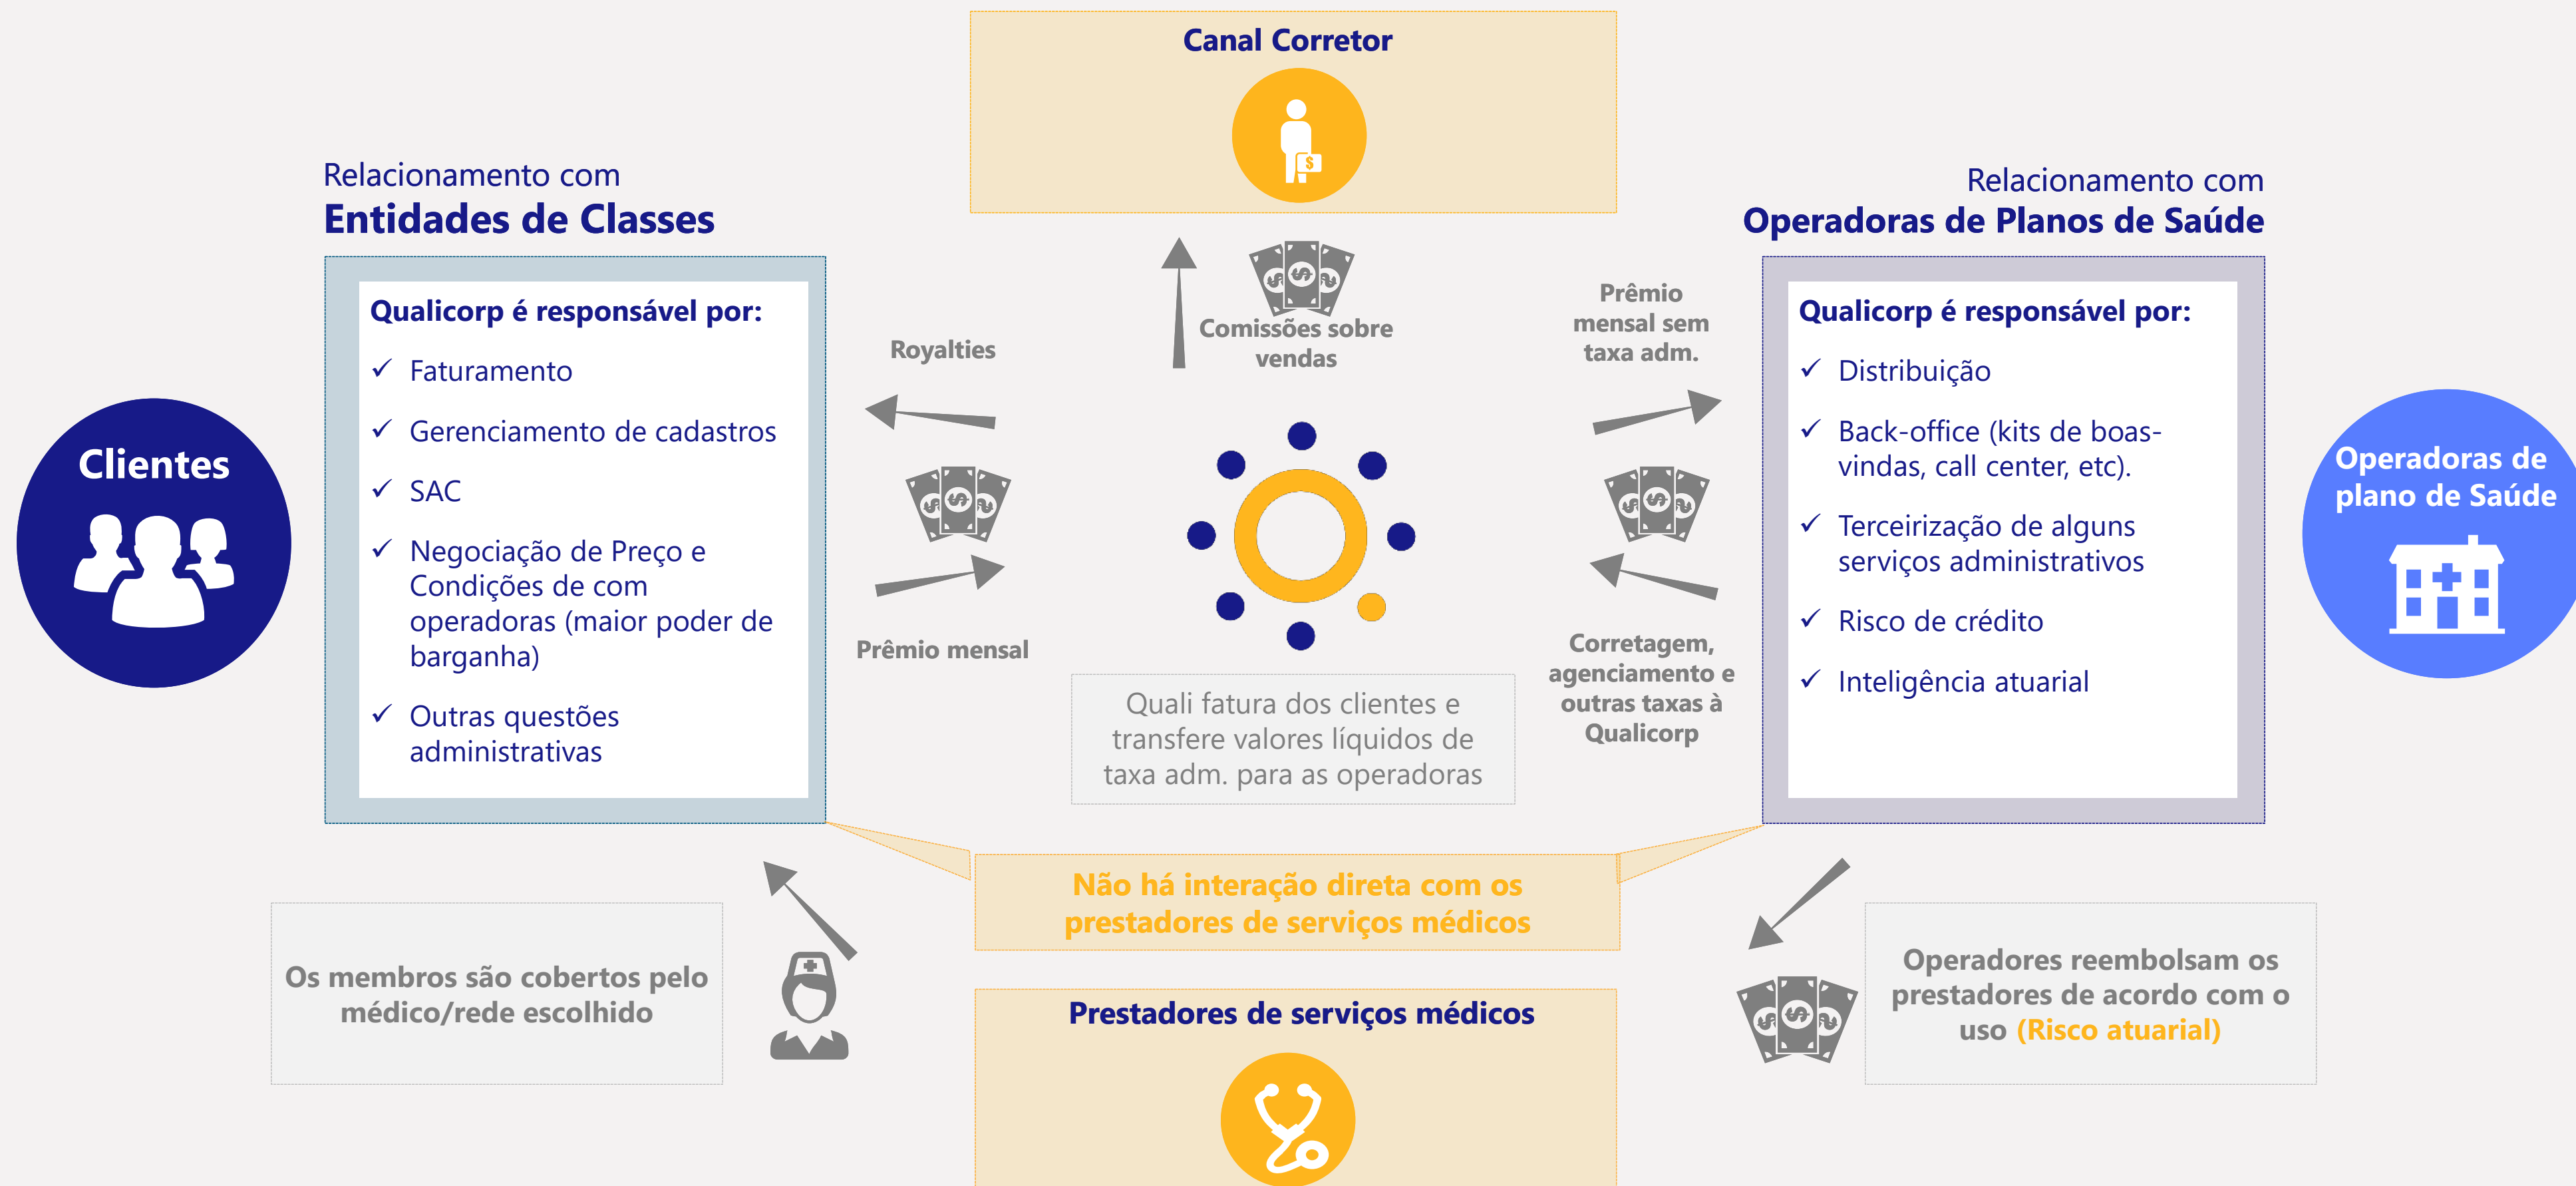 Canal Corretor
Relacionamento com
Entidades de Classes
Relacionamento com
Operadoras de Planos de Saúde
Clientes
Qualicorp é responsável por:
✓ Faturamento
✓ Gerenciamento de cadastros
✓ SAC
✓ Negociação de Preço e
Condições de com
operadoras (maior poder de
barganha)
✓ Outras questões
administrativas
Royalties
Prêmio mensal
Comissões sobre
vendas
Quali fatura dos clientes e
transfere valores líquidos de
taxa adm. para as operadoras
Prêmio
mensal sem
taxa adm.
Corretagem,
agenciamento e
outras taxas à
Qualicorp
Qualicorp é responsável por:
✓ Distribuição
✓ Back-office (kits de boas-
vindas, call center, etc).
✓ Terceirização de alguns
serviços administrativos
✓ Risco de crédito
✓ Inteligência atuarial
Operadoras de
plano de Saúde
Não há interação direta com os
prestadores de serviços médicos
Os membros são cobertos pelo
médico/rede escolhido
Prestadores de serviços médicos
Operadores reembolsam os
prestadores de acordo com o
uso (Risco atuarial)